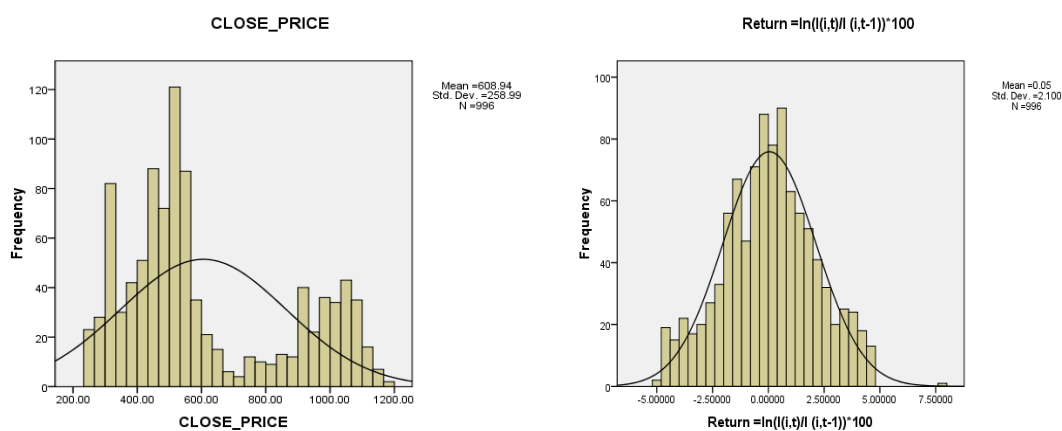 CLOSE_PRICE
Mean =608.94
Std. Dev. =258.99
N =996
Frequency
120
100
80
60
40
20
0
200.00 400.00 600.00 800.00 1000.00 1200.00
CLOSE_PRICE
Return =ln(I(i,t)/I (i,t-1))*100
Mean =0.05
Std. Dev. =2.100
N =996
Frequency
100
80
60
40
20
0
-5.00000 -2.50000 0.00000 2.50000 5.00000 7.50000
Return =ln(I(i,t)/I (i,t-1))*100